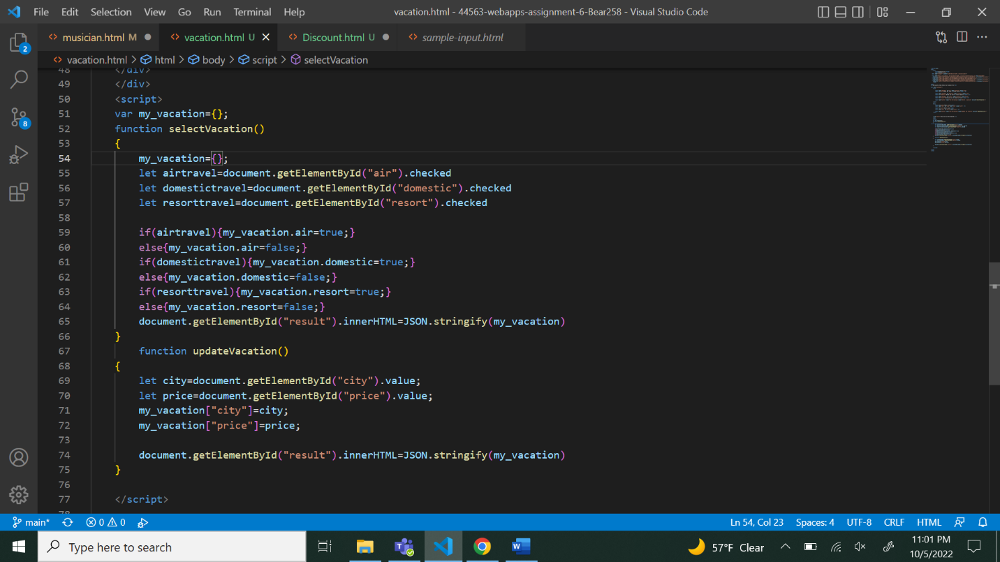 File Edit Selection View Go Run Terminal Help vacation.html - 44563-webapps-assignment-6-Bear258 - Visual Studio Code
musician.html M vacation.html U Discount.html U sample-input.html
vacation.html > html > body > script > selectVacation
48 </div>
49 </div>
50 <script>
51 var my_vacation={};
52 function selectVacation()
53 {
54 my_vacation={};
55 let airtravel=document.getElementById("air").checked
56 let domestictravel=document.getElementById("domestic").checked
57 let resorttravel=document.getElementById("resort").checked
58
59 if(airtravel){my_vacation.air=true;}
60 else{my_vacation.air=false;}
61 if(domestictravel){my_vacation.domestic=true;}
62 else{my_vacation.domestic=false;}
63 if(resorttravel){my_vacation.resort=true;}
64 else{my_vacation.resort=false;}
65 document.getElementById("result").innerHTML=JSON.stringify(my_vacation)
66 }
67 function updateVacation()
68 {
69 let city=document.getElementById("city").value;
70 let price=document.getElementById("price").value;
71 my_vacation["city"]=city;
72 my_vacation["price"]=price;
73
74 document.getElementById("result").innerHTML=JSON.stringify(my_vacation)
75 }
76
77 </script>
78
2
8
main* 0 0 Ln 54, Col 23 Spaces: 4 UTF-8 CRLF HTML
Type here to search 57°F Clear 11:01 PM
10/5/2022